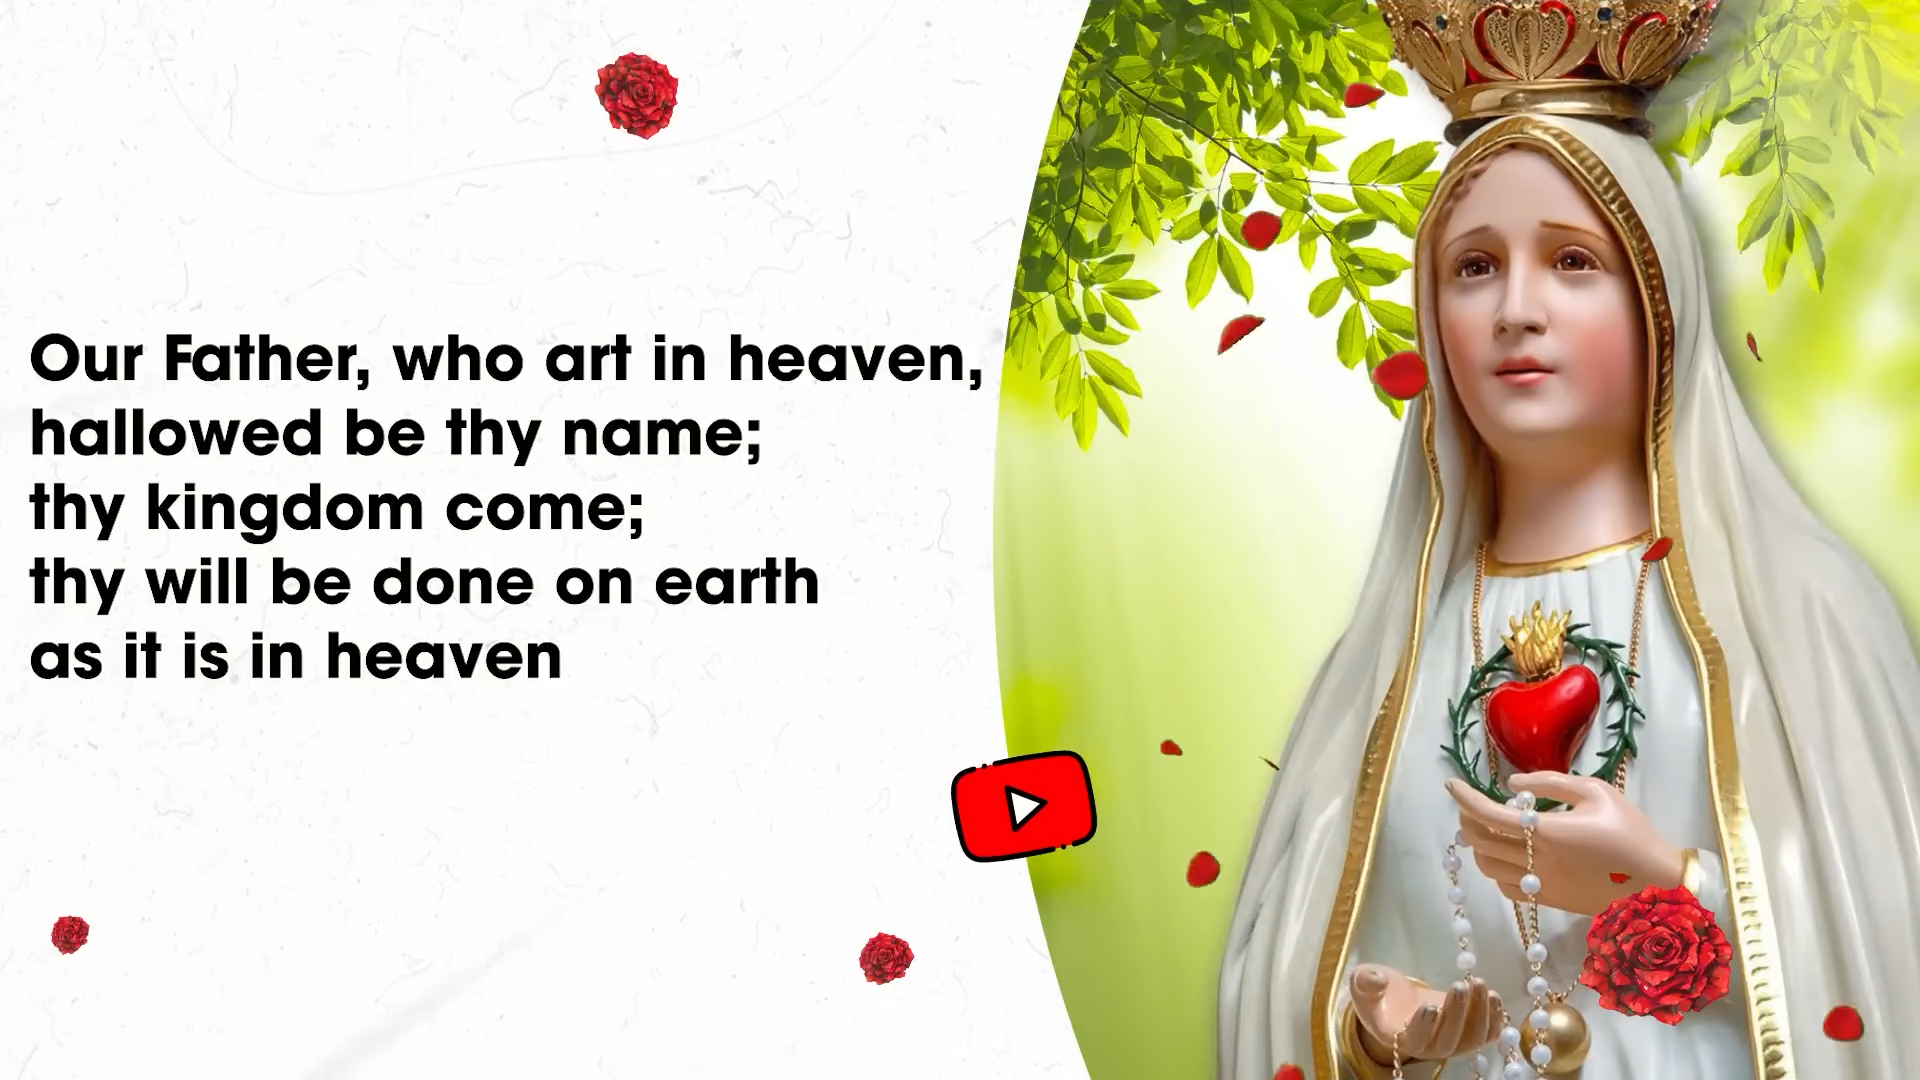 Our Father, who art in heaven,
hallowed be thy name;
thy kingdom come;
thy will be done on earth
as it is in heaven